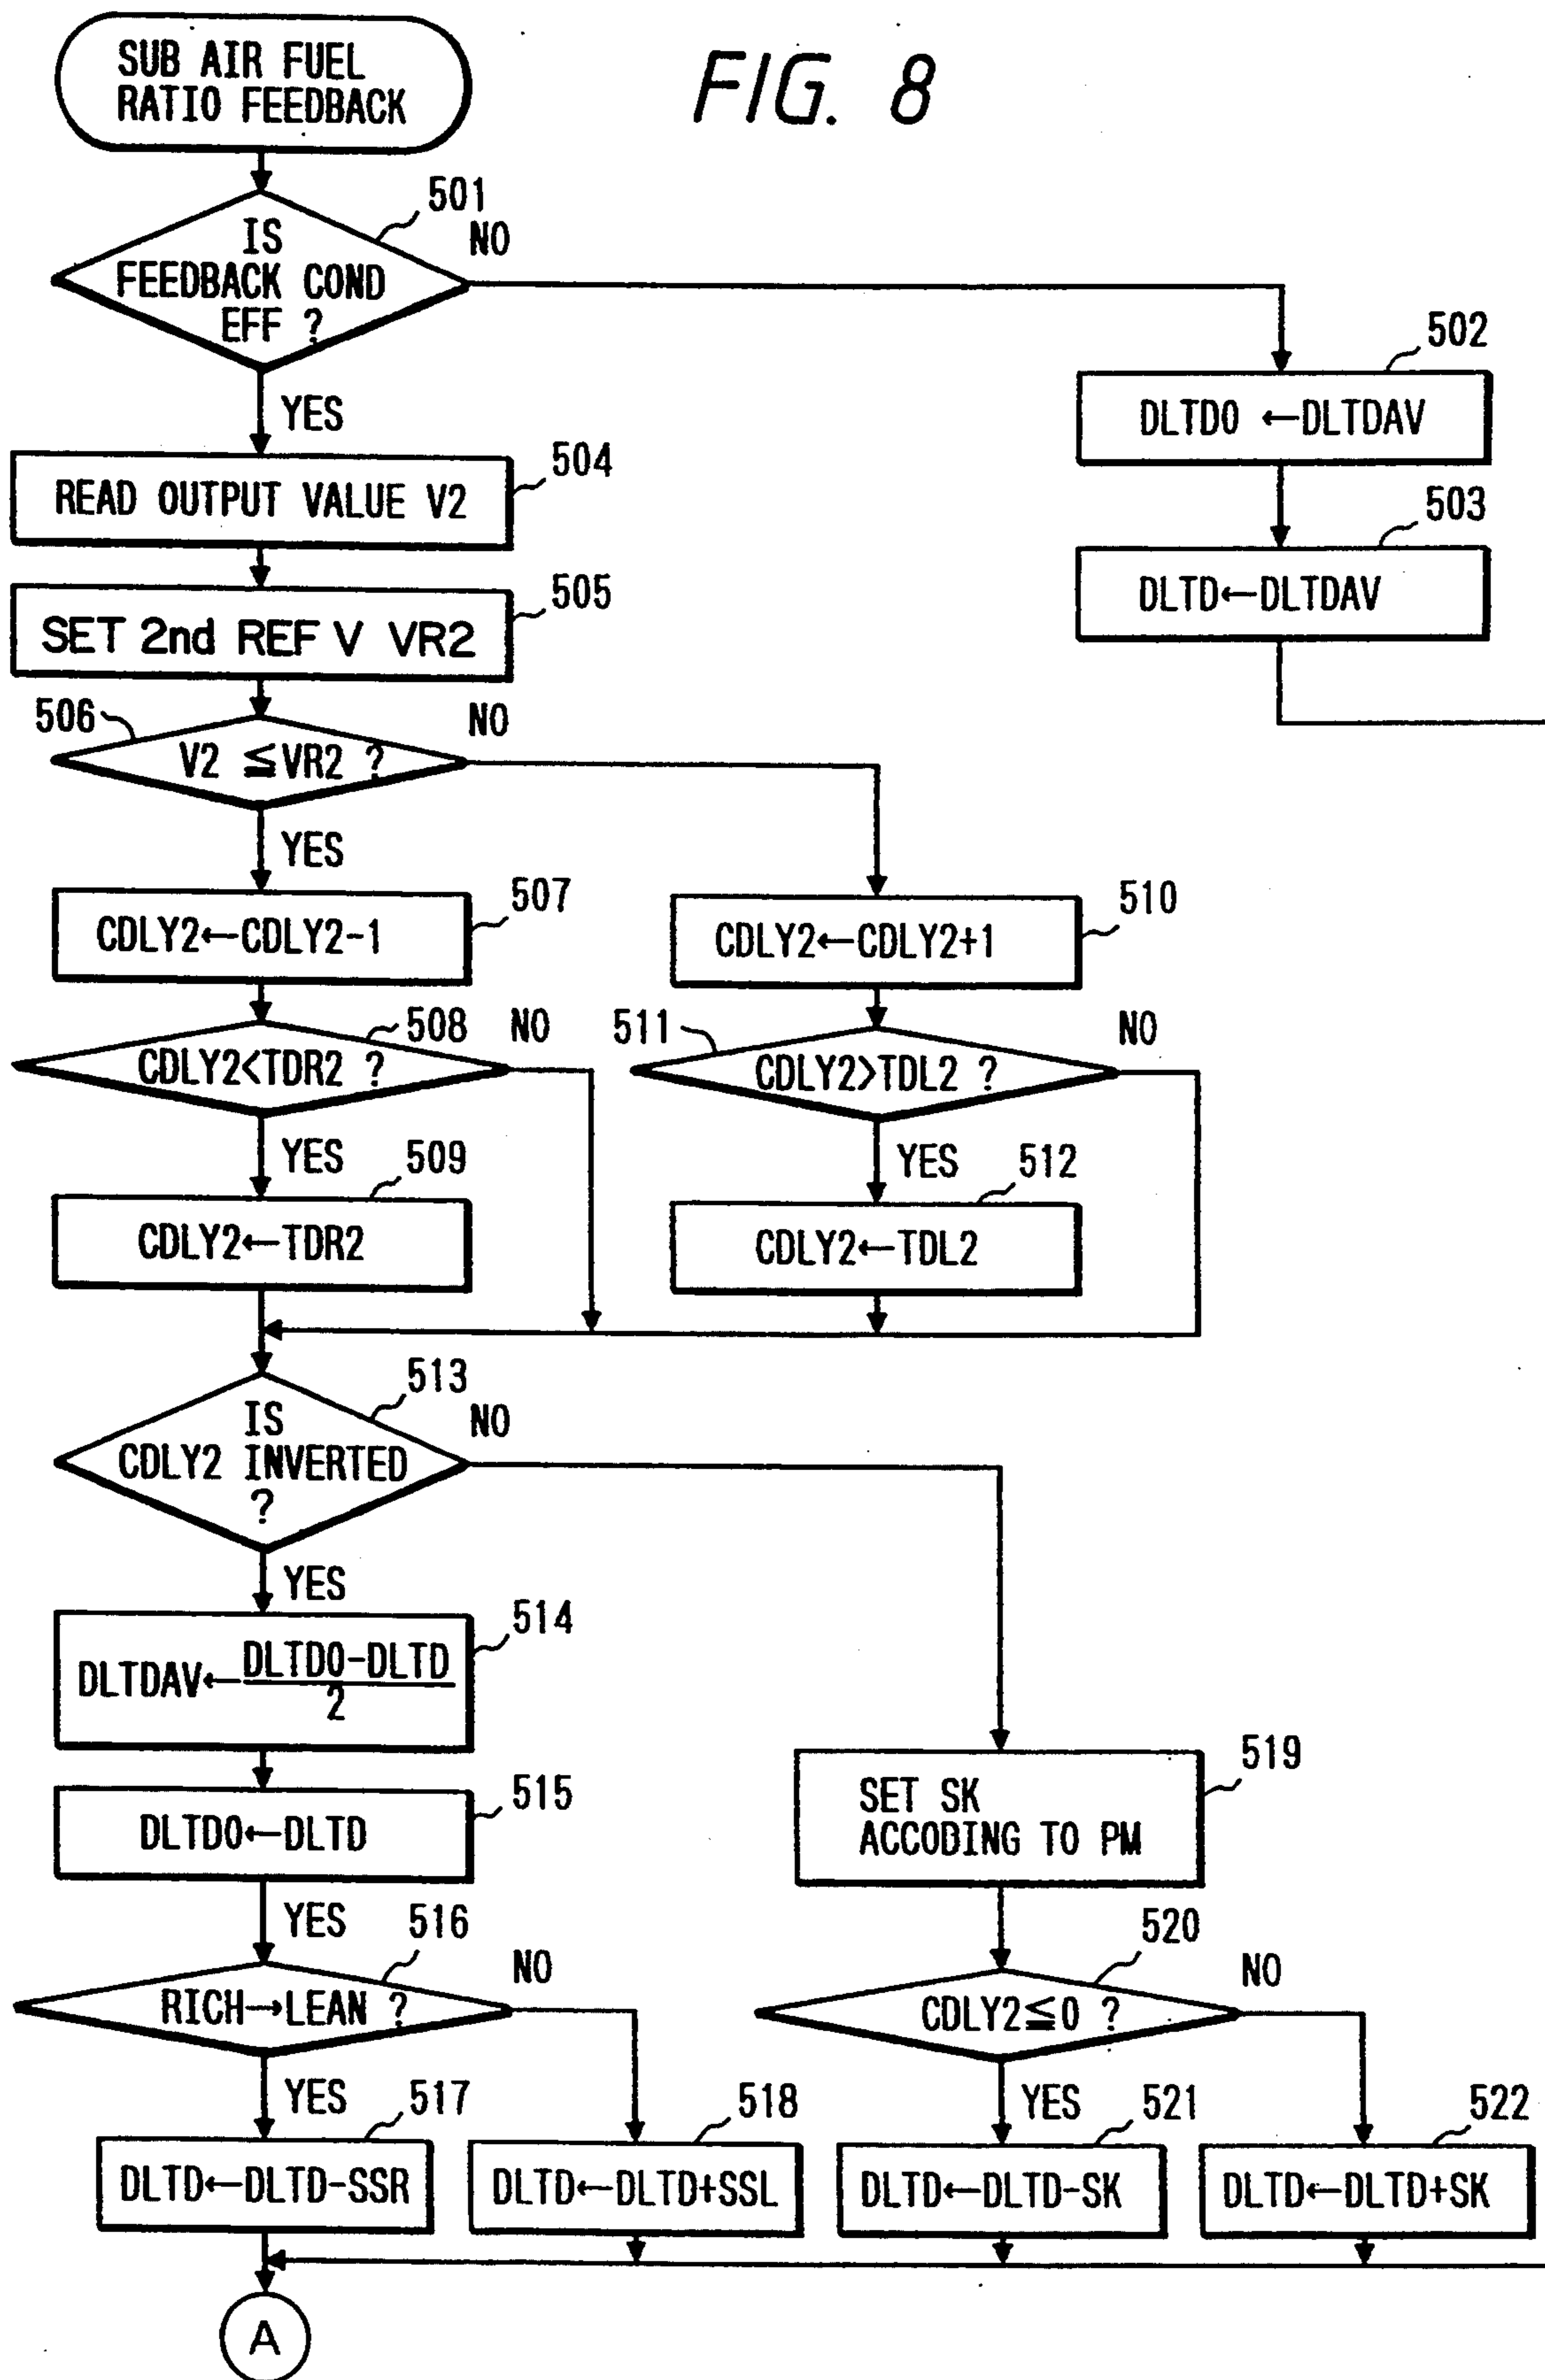 FIG. 8
SUB AIR FUEL
RATIO FEEDBACK
501
IS
FEEDBACK COND
EFF ?
NO
YES
502
DLTD0 ←DLTDAV
503
DLTD←DLTDAV
504
READ OUTPUT VALUE V2
505
SET 2nd REF V VR2
506
V2 ≦VR2 ?
NO
YES
507
CDLY2←CDLY2-1
510
CDLY2←CDLY2+1
508
CDLY2<TDR2 ?
NO
YES
511
CDLY2>TDL2 ?
NO
YES
509
CDLY2←TDR2
512
CDLY2←TDL2
513
IS
CDLY2 INVERTED
?
NO
YES
514
DLTDAV←DLTD0-DLTD
2
515
DLTD0←DLTD
YES
519
SET SK
ACCODING TO PM
516
RICH→LEAN ?
NO
YES
520
CDLY2≦0 ?
NO
YES
517
DLTD←DLTD-SSR
518
DLTD←DLTD+SSL
521
DLTD←DLTD-SK
522
DLTD←DLTD+SK
A